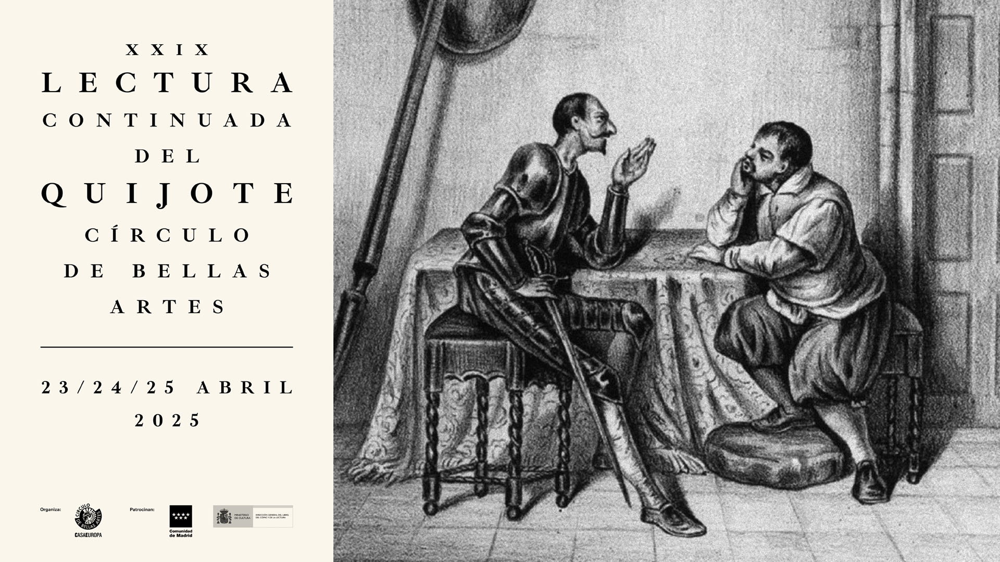 XXIX
LECTURA
CONTINUADA
DEL
QUIJOTE
CÍRCULO
DE BELLAS
ARTES
23/24/25 ABRIL
2025
Organiza:
CÍRCULO
DE BELLAS ARTES
CASAEUROPA
Patrocinan:
Comunidad
de Madrid
MINISTERIO
DE CULTURA
DIRECCIÓN GENERAL DEL LIBRO,
DEL CÓMIC Y DE LA LECTURA